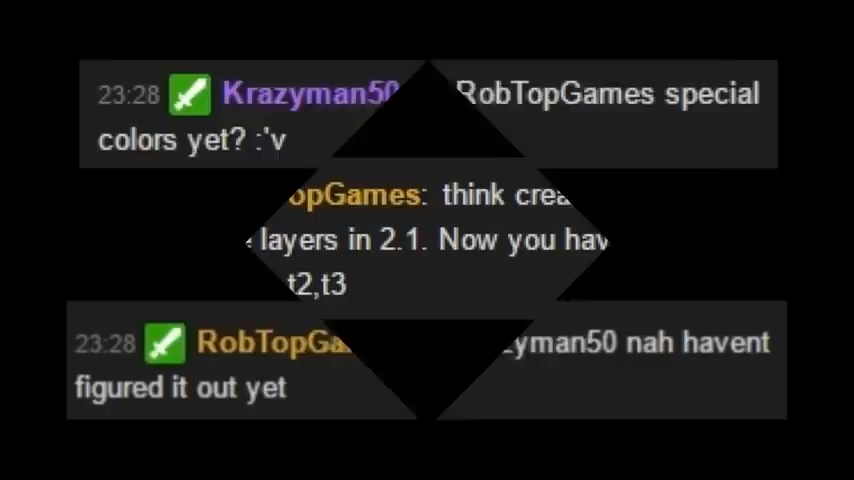 23:28 Krazyman50 RobTopGames special
colors yet? :'v
opGames: think crea
layers in 2.1. Now you hav
t2,t3
23:28 RobTopGa yman50 nah havent
figured it out yet